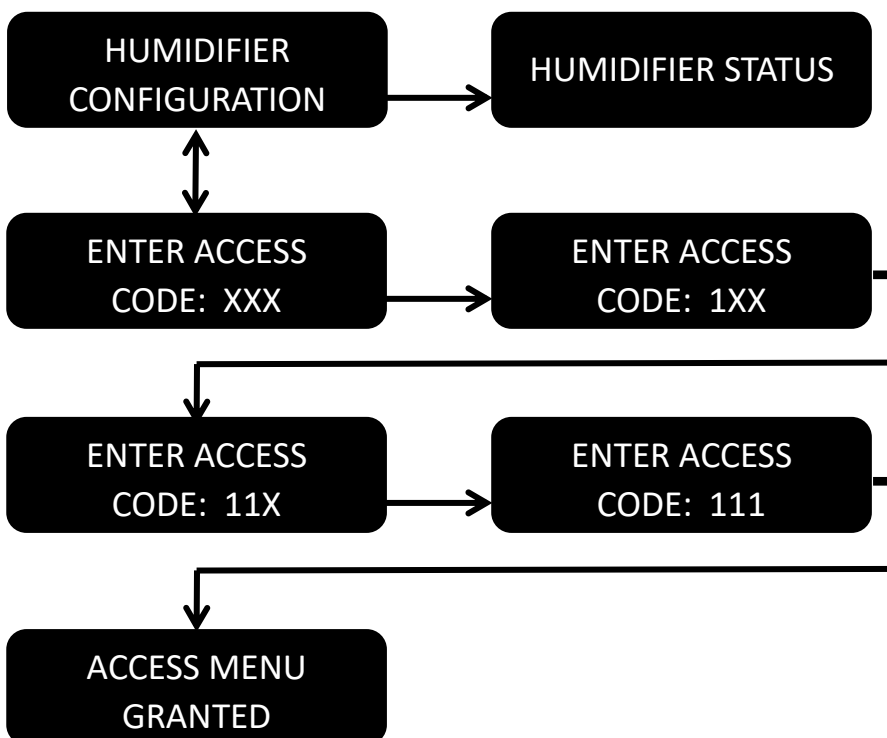 HUMIDIFIER
CONFIGURATION
HUMIDIFIER STATUS
ENTER ACCESS
CODE:  XXX
ENTER ACCESS
CODE:  1XX
ENTER ACCESS
CODE:  11X
ENTER ACCESS
CODE:  111
ACCESS MENU
GRANTED